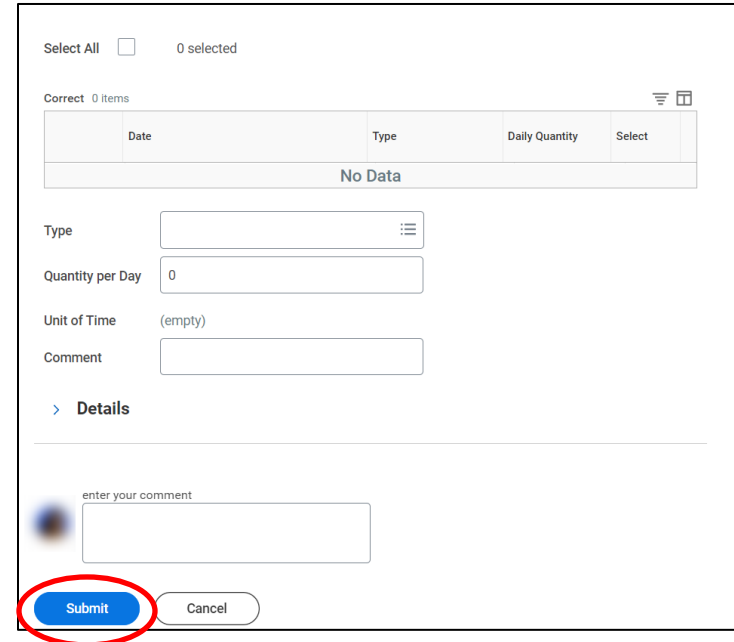 Select All 0 selected
Correct 0 items
Date Type Daily Quantity Select
No Data
Type
Quantity per Day 0
Unit of Time (empty)
Comment
Details
enter your comment
Submit Cancel